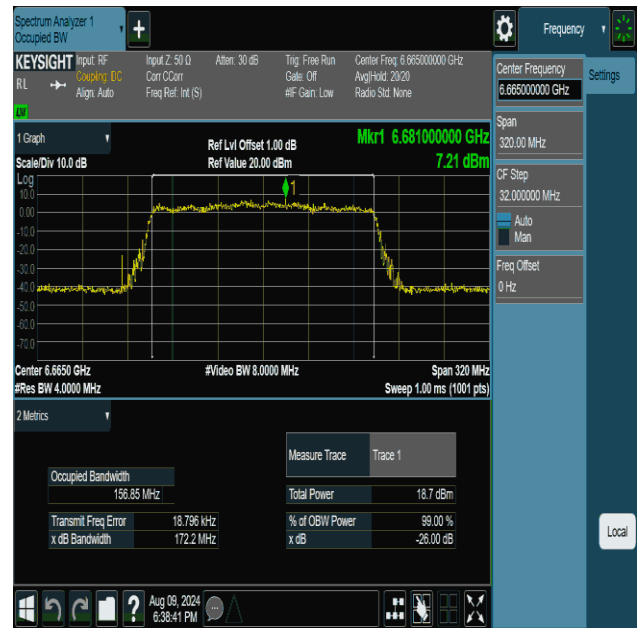 Spectrum Analyzer 1
Occupied BW
+
Frequency
KEYSIGHT
RL
Input: RF
Coupling: DC
Align: Auto
Input Z: 50 Ω
Corr CCorr
Freq Ref: Int (S)
Atten: 30 dB
Trig: Free Run
Gate: Off
#IF Gain: Low
Center Freq: 6.665000000 GHz
Avg|Hold: 20/20
Radio Std: None
Center Frequency
6.665000000 GHz
Settings
Span
320.00 MHz
CF Step
32.000000 MHz
Auto
Man
Freq Offset
0 Hz
1 Graph
Scale/Div 10.0 dB
Ref Lvl Offset 1.00 dB
Ref Value 20.00 dBm
Mkr1 6.681000000 GHz
7.21 dBm
Log
10.0
0.00
-10.0
-20.0
-30.0
-40.0
-50.0
-60.0
-70.0
1
Center 6.6650 GHz
#Res BW 4.0000 MHz
#Video BW 8.0000 MHz
Span 320 MHz
Sweep 1.00 ms (1001 pts)
2 Metrics
Measure Trace
Trace 1
Occupied Bandwidth
156.85 MHz
Total Power
18.7 dBm
Transmit Freq Error
18.796 kHz
% of OBW Power
99.00 %
x dB Bandwidth
172.2 MHz
x dB
-26.00 dB
Local
?
Aug 09, 2024
6:38:41 PM